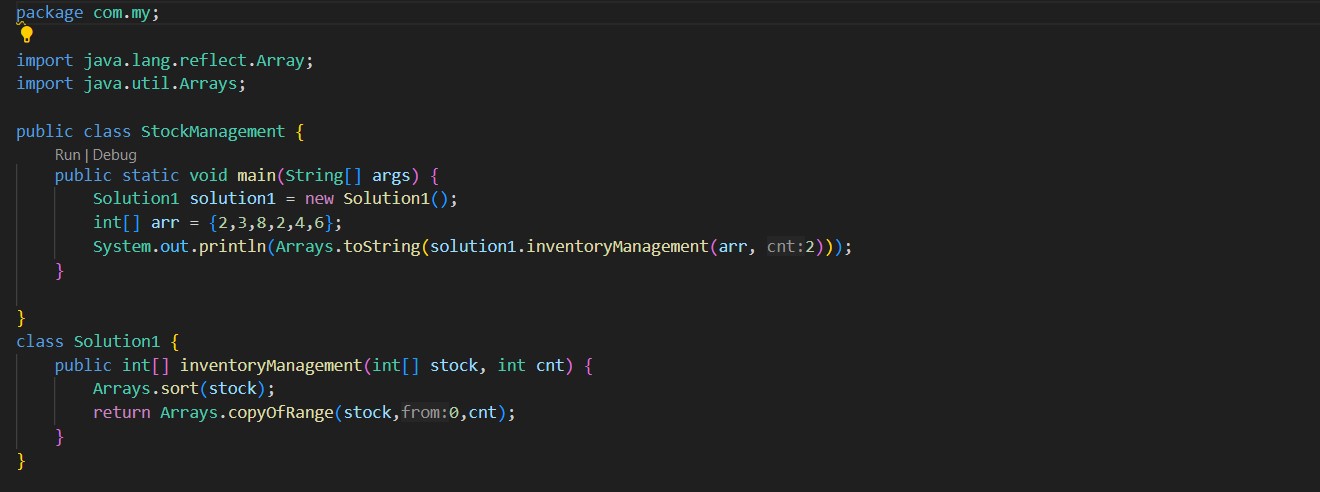 package com.my;
import java.lang.reflect.Array;
import java.util.Arrays;
public class StockManagement {
Run | Debug
public static void main(String[] args) {
Solution1 solution1 = new Solution1();
int[] arr = {2,3,8,2,4,6};
System.out.println(Arrays.toString(solution1.inventoryManagement(arr, cnt:2)));
}
}
class Solution1 {
public int[] inventoryManagement(int[] stock, int cnt) {
Arrays.sort(stock);
return Arrays.copyOfRange(stock,from:0,cnt);
}
}